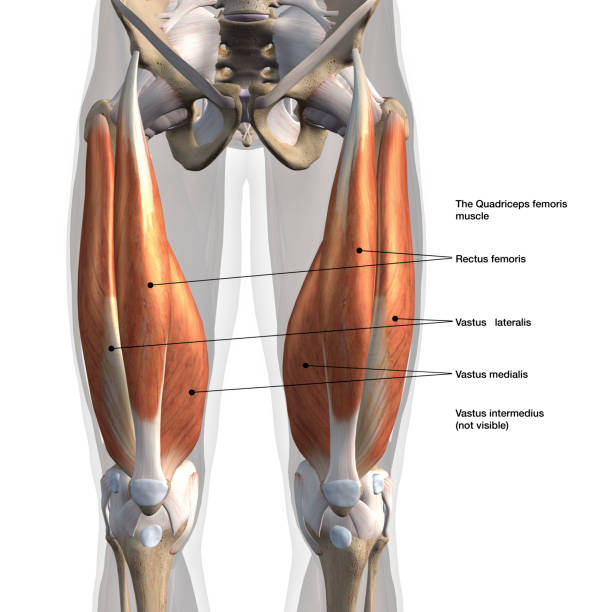 The Quadriceps femoris
muscle
Rectus femoris
Vastus lateralis
Vastus medialis
Vastus intermedius
(not visible)